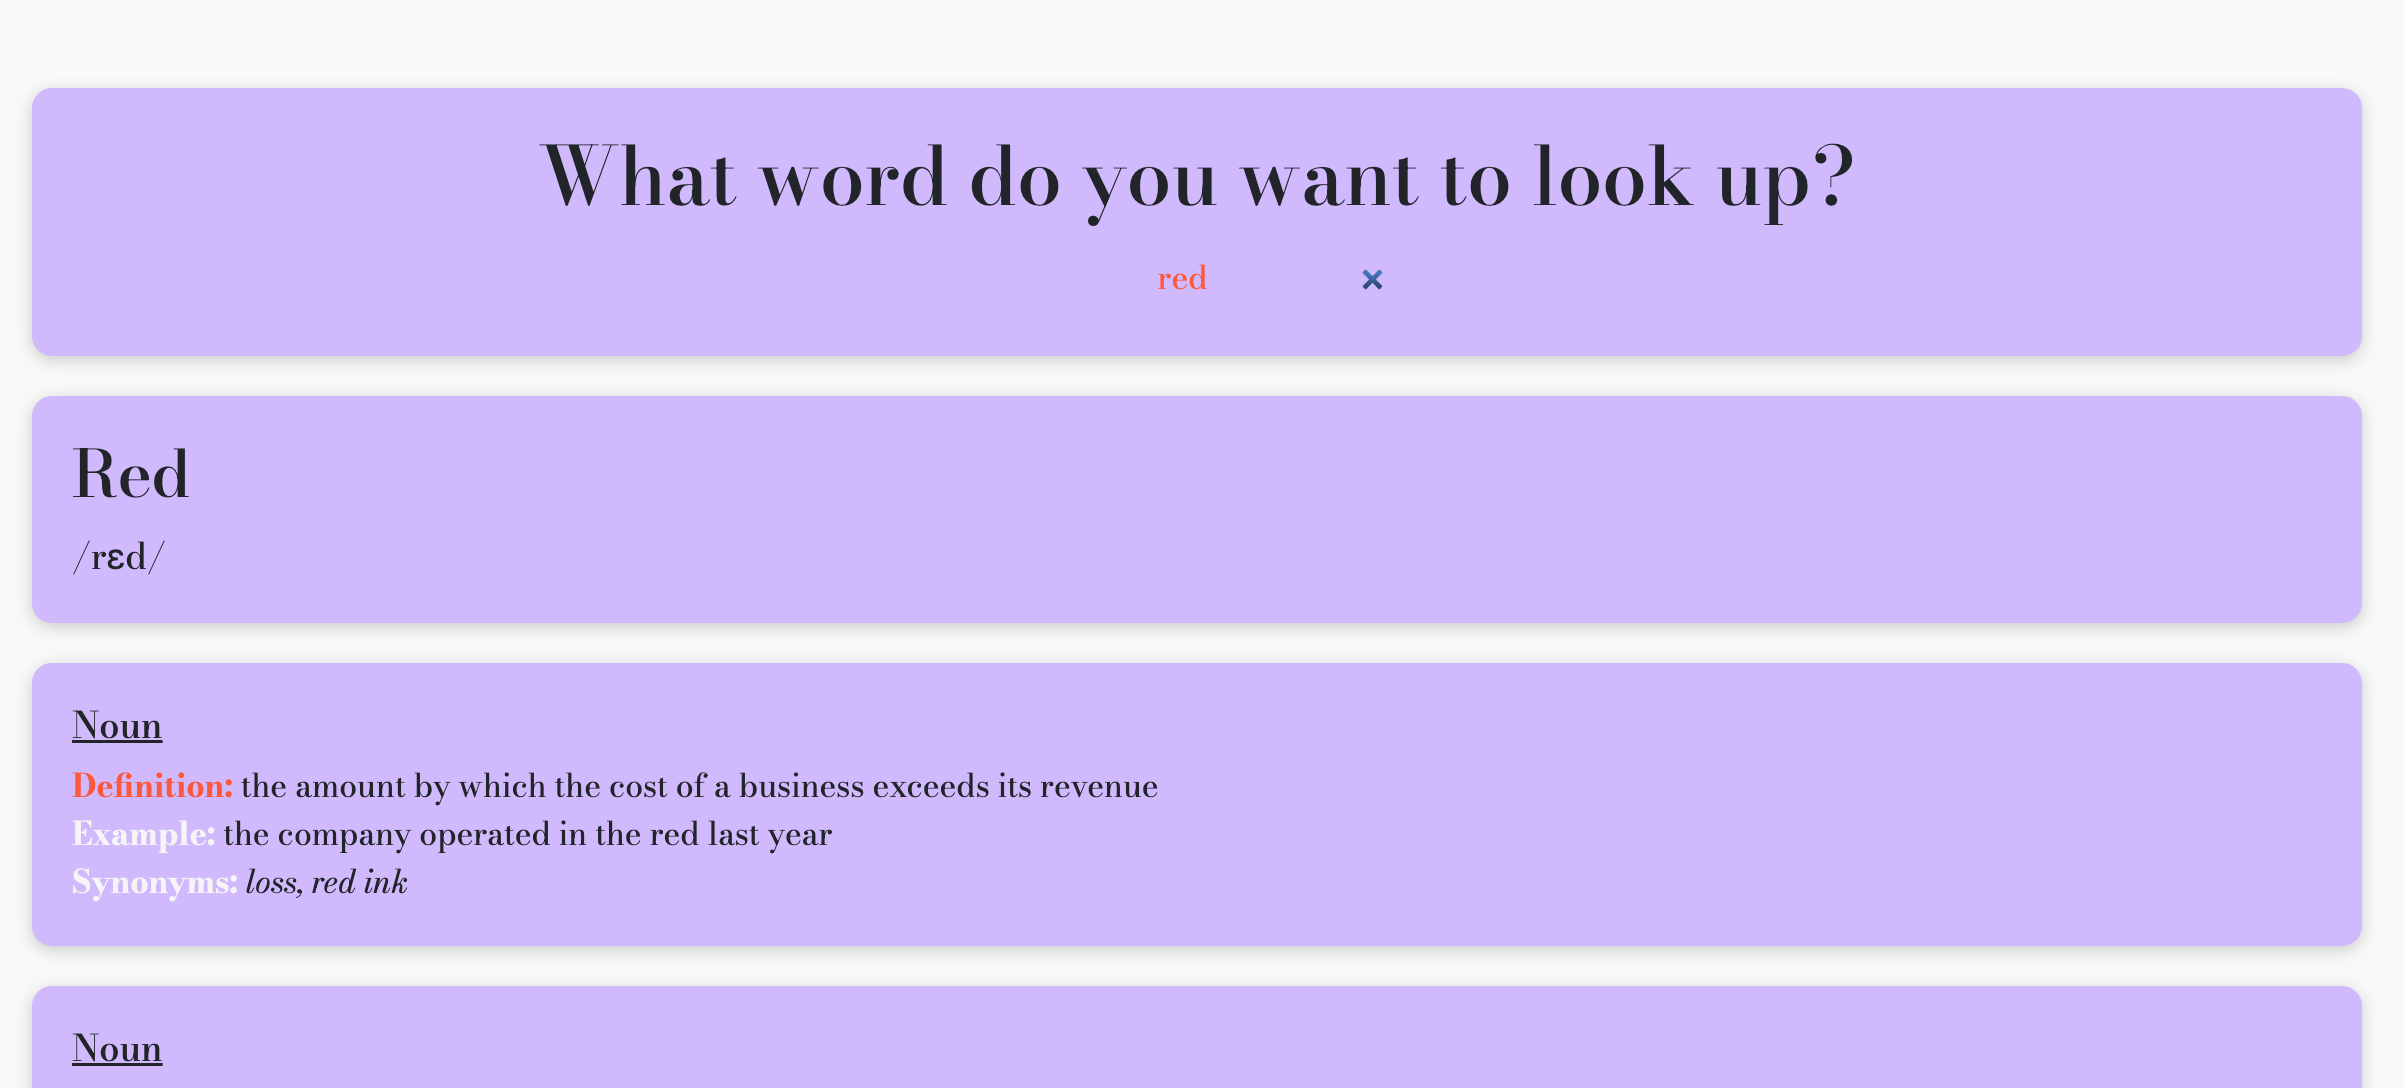 What word do you want to look up?
red
Red
/rɛd/
Noun
Definition: the amount by which the cost of a business exceeds its revenue
Example: the company operated in the red last year
Synonyms: loss, red ink
Noun